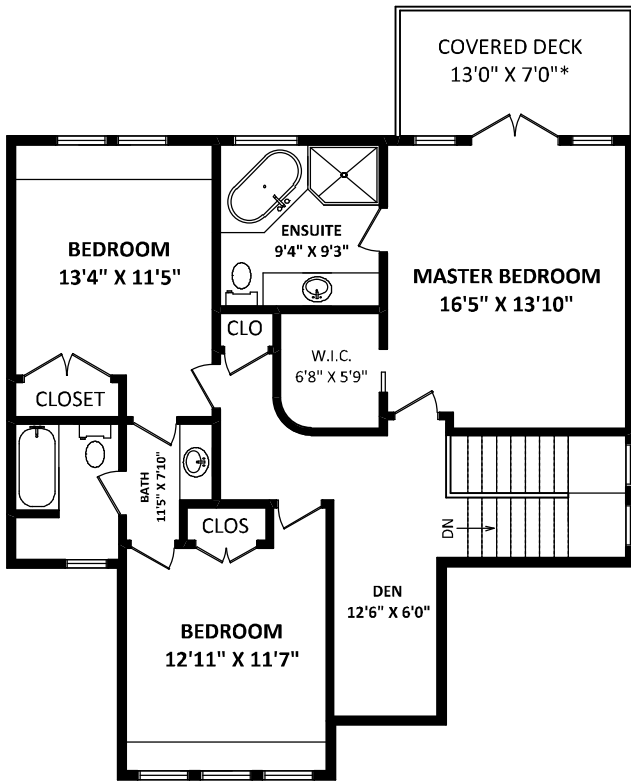 COVERED DECK
13'0" X 7'0"*
ENSUITE
9'4" X 9'3"
BEDROOM
13'4" X 11'5"
MASTER BEDROOM
16'5" X 13'10"
CLO
W.I.C.
6'8" X 5'9"
CLOSET
BATH
11'5" X 7'10"
CLOS
DN
DEN
12'6" X 6'0"
BEDROOM
12'11" X 11'7"